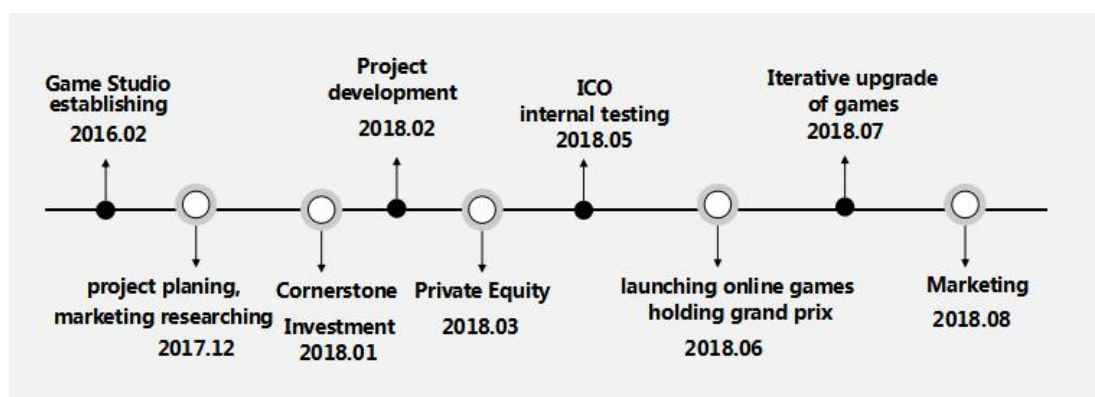 Game Studio
establishing
2016.02
project planing,
marketing researching
2017.12
Cornerstone
Investment
2018.01
Project
development
2018.02
Private Equity
2018.03
ICO
internal testing
2018.05
launching online games
holding grand prix
2018.06
Iterative upgrade
of games
2018.07
Marketing
2018.08